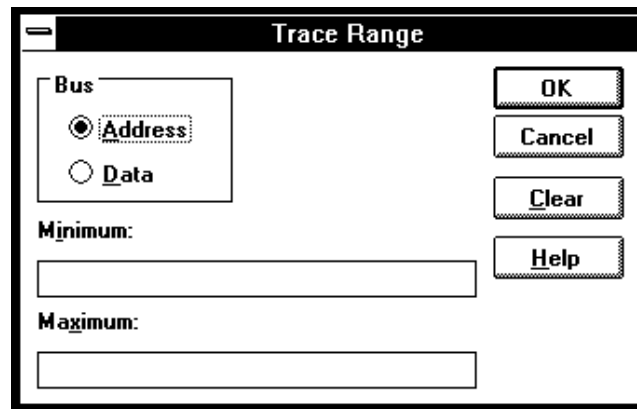 Trace Range
Bus
Address
Data
Minimum:
Maximum:
OK
Cancel
Clear
Help